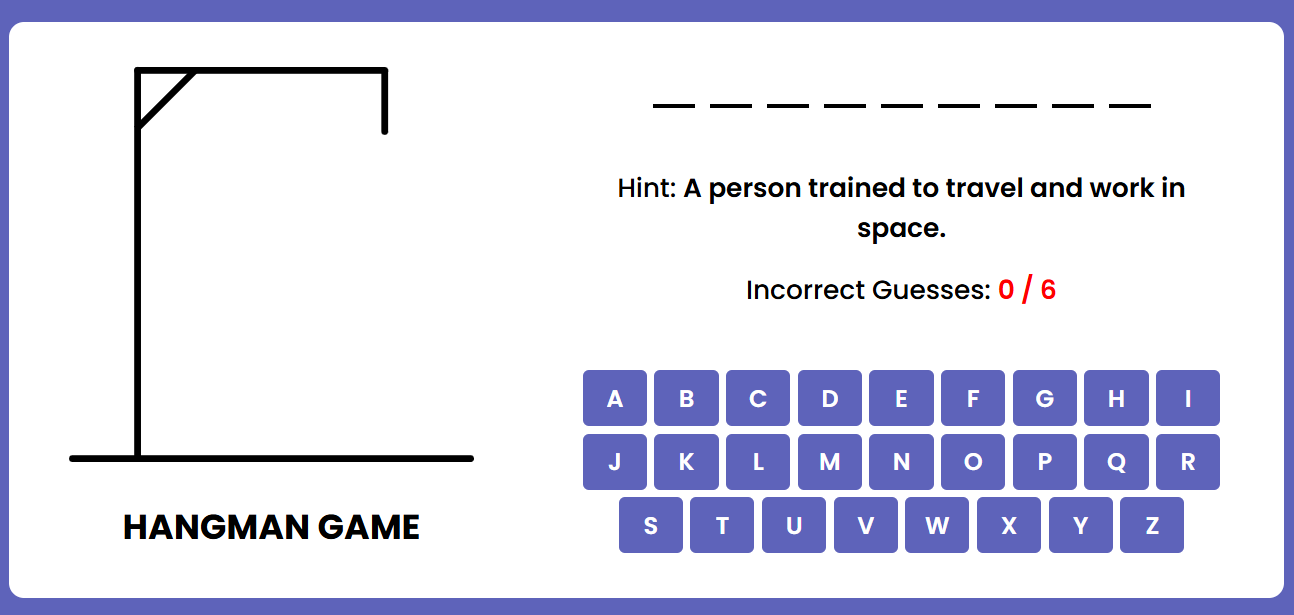 Hint: A person trained to travel and work in
space.
Incorrect Guesses: 0 / 6
A B C D E F G H I
J K L M N O P Q R
S T U V W X Y Z
HANGMAN GAME